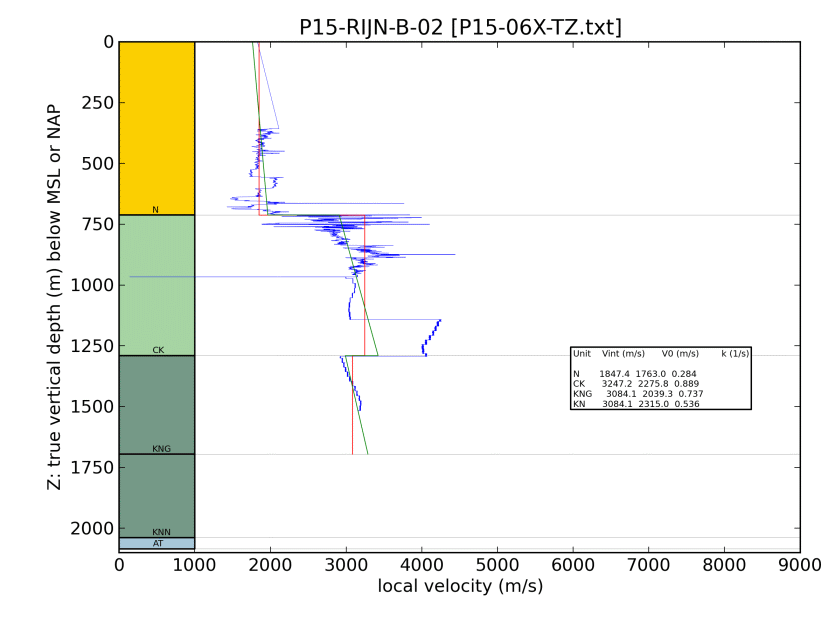 P15-RIJN-B-02 [P15-06X-TZ.txt]
0
250
500
750
1000
1250
1500
1750
2000
Z: true vertical depth (m) below MSL or NAP
N
CK
KNG
KNN
AT
Unit Vint (m/s) V0 (m/s) k (1/s)
N 1847.4 1763.0 0.284
CK 3247.2 2275.8 0.889
KNG 3084.1 2039.3 0.737
KN 3084.1 2315.0 0.536
0 1000 2000 3000 4000 5000 6000 7000 8000 9000
local velocity (m/s)